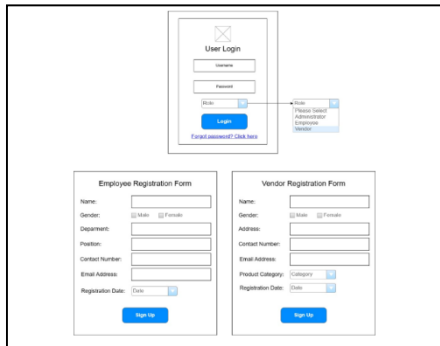 User Login
Username
Password
Role
Login
Forgot password? Click here
Role
Please Select
Administrator
Employee
Vendor
Employee Registration Form
Name:
Gender: Male Female
Deparment:
Position:
Contact Number:
Email Address:
Registration Date: Date
Sign Up
Vendor Registration Form
Name:
Gender: Male Female
Address:
Contact Number:
Email Address:
Product Category: Category
Registration Date: Date
Sign Up